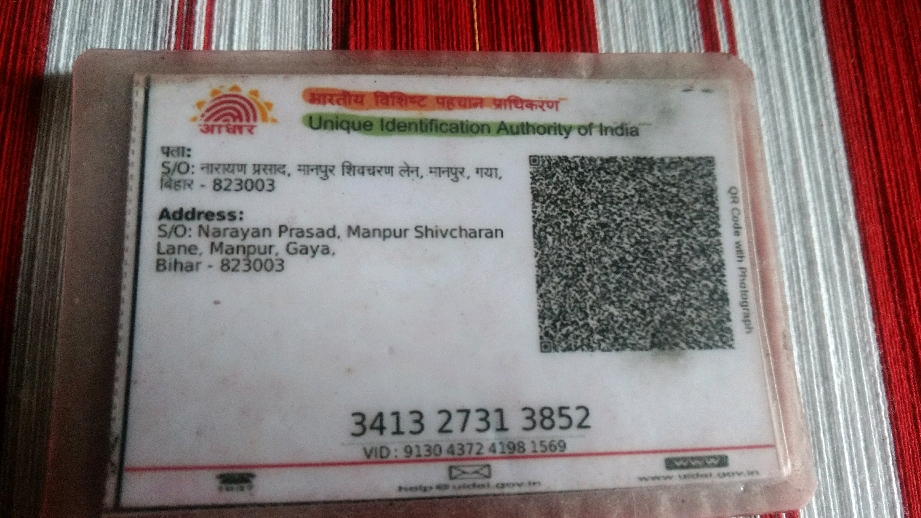 आधार
भारतीय विशिष्ट पहचान प्राधिकरण
Unique Identification Authority of India
पता:
S/O: नारायण प्रसाद, मानपुर शिवचरण लेन, मानपुर, गया,
बिहार - 823003
Address:
S/O: Narayan Prasad, Manpur Shivcharan
Lane, Manpur, Gaya,
Bihar - 823003
QR Code with Photograph
3413 2731 3852
VID : 9130 4372 4198 1569
help@uidai.gov.in
www
www.uidai.gov.in